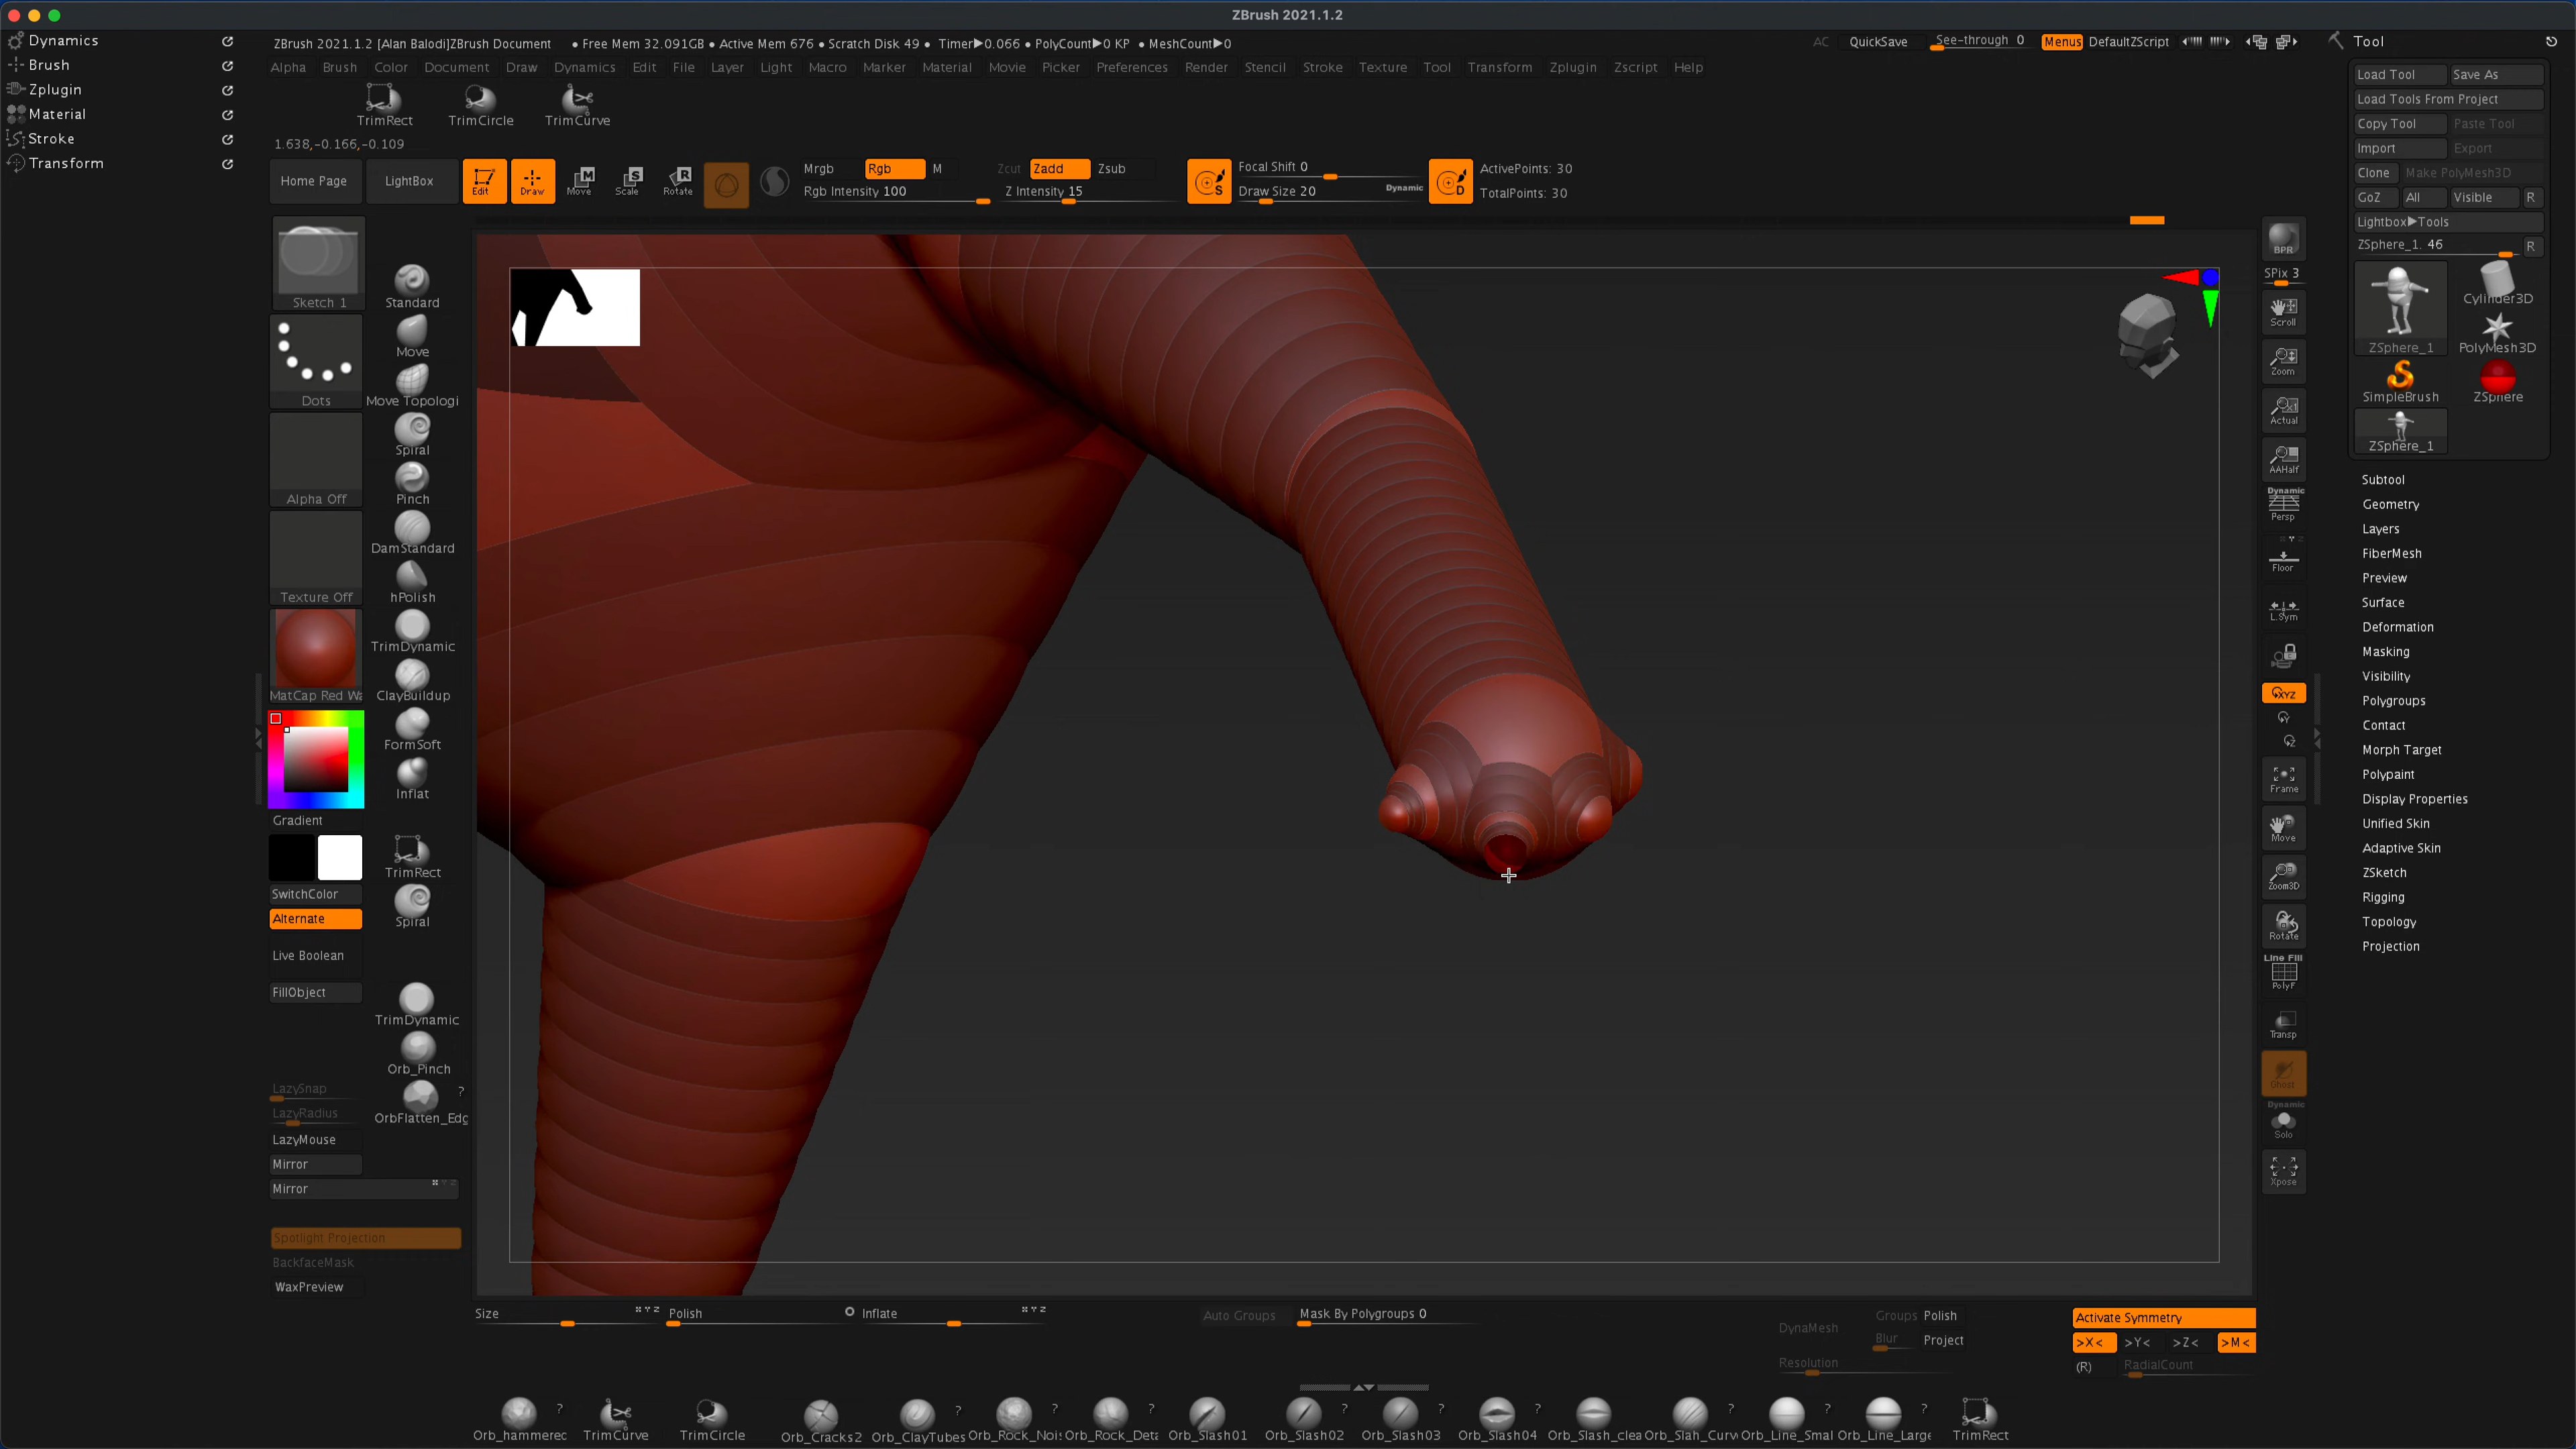 ZBrush 2021.1.2
Dynamics
Brush
Zplugin
Material
Stroke
Transform
ZBrush 2021.1.2 [Alan Balodi]ZBrush Document • Free Mem 32.091GB • Active Mem 676 • Scratch Disk 49 • Timer▶0.066 • PolyCount▶0 KP • MeshCount▶0
AC QuickSave See-through 0 Menus DefaultZScript
Alpha Brush Color Document Draw Dynamics Edit File Layer Light Macro Marker Material Movie Picker Preferences Render Stencil Stroke Texture Tool Transform Zplugin Zscript Help
TrimRect TrimCircle TrimCurve
1.638,-0.166,-0.109
Home Page LightBox Edit Draw Move Scale Rotate
Mrgb Rgb M Zcut Zadd Zsub
Rgb Intensity 100 Z Intensity 15
Focal Shift 0
Draw Size 20 Dynamic
ActivePoints: 30
TotalPoints: 30
Sketch 1
Dots
Alpha Off
Texture Off
MatCap Red Wa
Gradient
SwitchColor
Alternate
Live Boolean
FillObject
LazySnap
LazyRadius
LazyMouse
Mirror
Mirror
Spotlight Projection
BackfaceMask
WaxPreview
Standard
Move
Move Topologi
Spiral
Pinch
DamStandard
hPolish
TrimDynamic
ClayBuildup
FormSoft
Inflat
TrimRect
Spiral
TrimDynamic
Orb_Pinch
?
OrbFlatten_Edg
BPR
SPix 3
Scroll
Zoom
Actual
AAHalf
Dynamic
Persp
Floor
L.Sym
XYZ
Y
Z
Frame
Move
Zoom3D
Rotate
Line Fill
PolyF
Transp
Ghost
Dynamic
Solo
Xpose
Tool
Load Tool Save As
Load Tools From Project
Copy Tool Paste Tool
Import Export
Clone Make PolyMesh3D
GoZ All Visible R
Lightbox▶Tools
ZSphere_1. 46 R
Cylinder3D
ZSphere_1 PolyMesh3D
SimpleBrush ZSphere
ZSphere_1
Subtool
Geometry
Layers
FiberMesh
Preview
Surface
Deformation
Masking
Visibility
Polygroups
Contact
Morph Target
Polypaint
Display Properties
Unified Skin
Adaptive Skin
ZSketch
Rigging
Topology
Projection
Size X Y Z Polish Inflate X Y Z
Auto Groups Mask By Polygroups 0
DynaMesh
Groups Polish
Blur Project
Resolution
Activate Symmetry
>X< >Y< >Z< >M<
(R) RadialCount
Orb_hammerec ? TrimCurve TrimCircle Orb_Cracks2 Orb_ClayTubes ? Orb_Rock_Nois ? Orb_Rock_Deta ? Orb_Slash01 Orb_Slash02 ? Orb_Slash03 ? Orb_Slash04 ? Orb_Slash_clea Orb_Slah_Curv ? Orb_Line_Smal ? Orb_Line_Large ? TrimRect